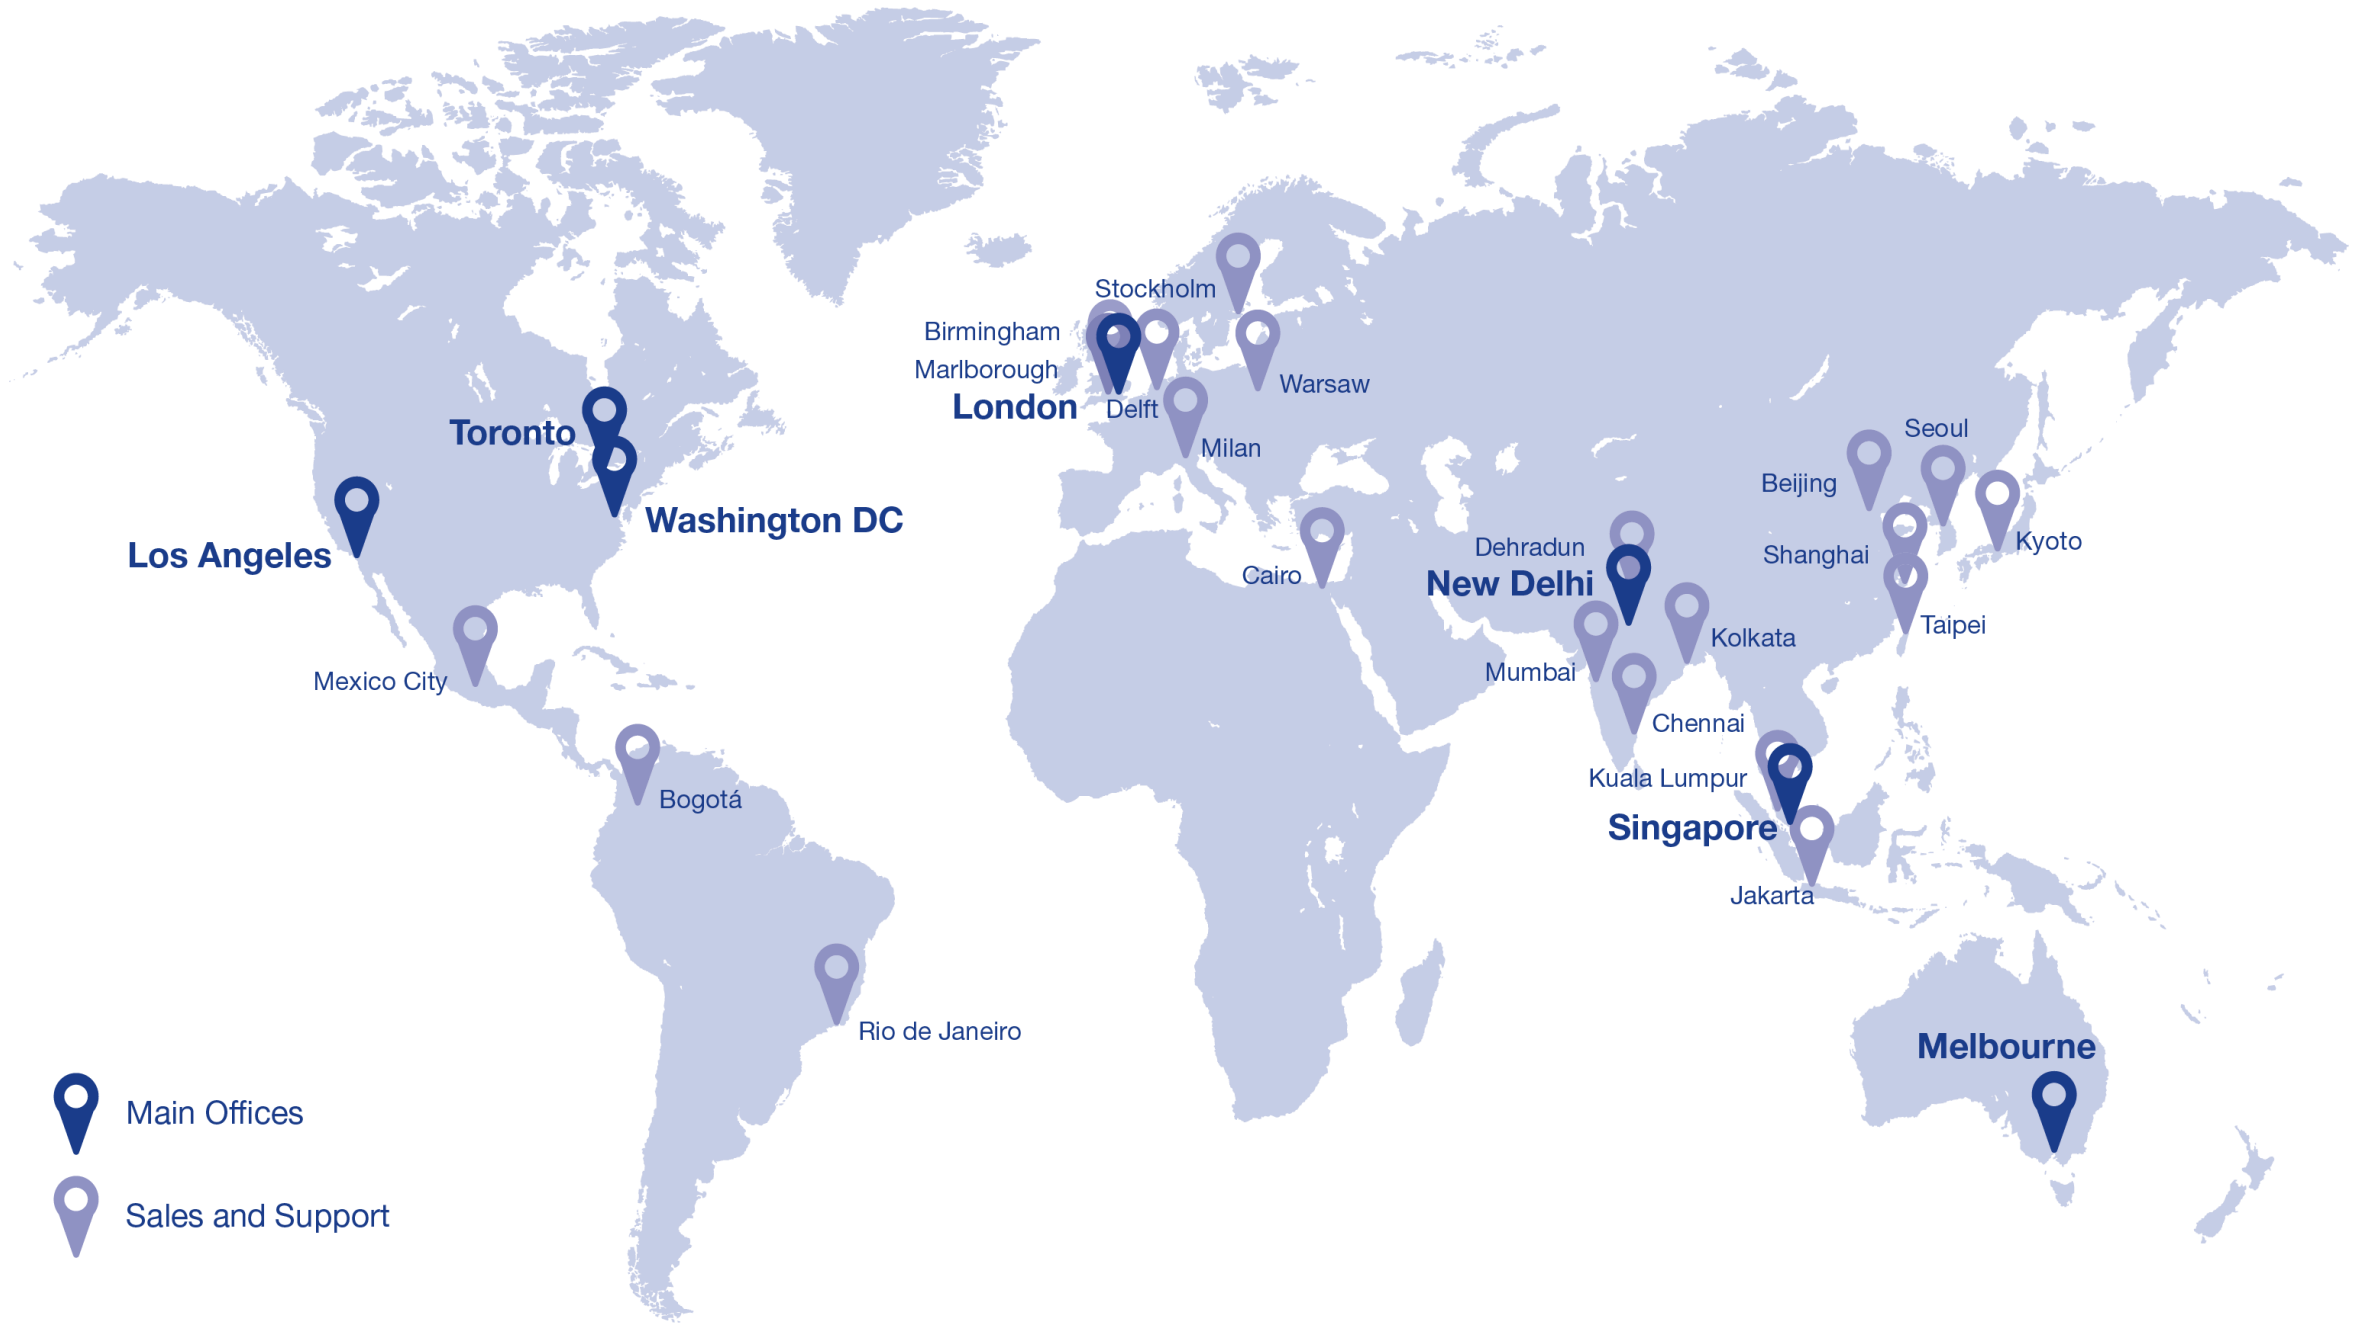 Stockholm
Birmingham
Marlborough
London
Delft
Warsaw
Milan
Toronto
Washington DC
Los Angeles
Mexico City
Bogotá
Rio de Janeiro
Cairo
Dehradun
New Delhi
Mumbai
Kolkata
Chennai
Seoul
Beijing
Shanghai
Kyoto
Taipei
Kuala Lumpur
Singapore
Jakarta
Melbourne
Main Offices
Sales and Support